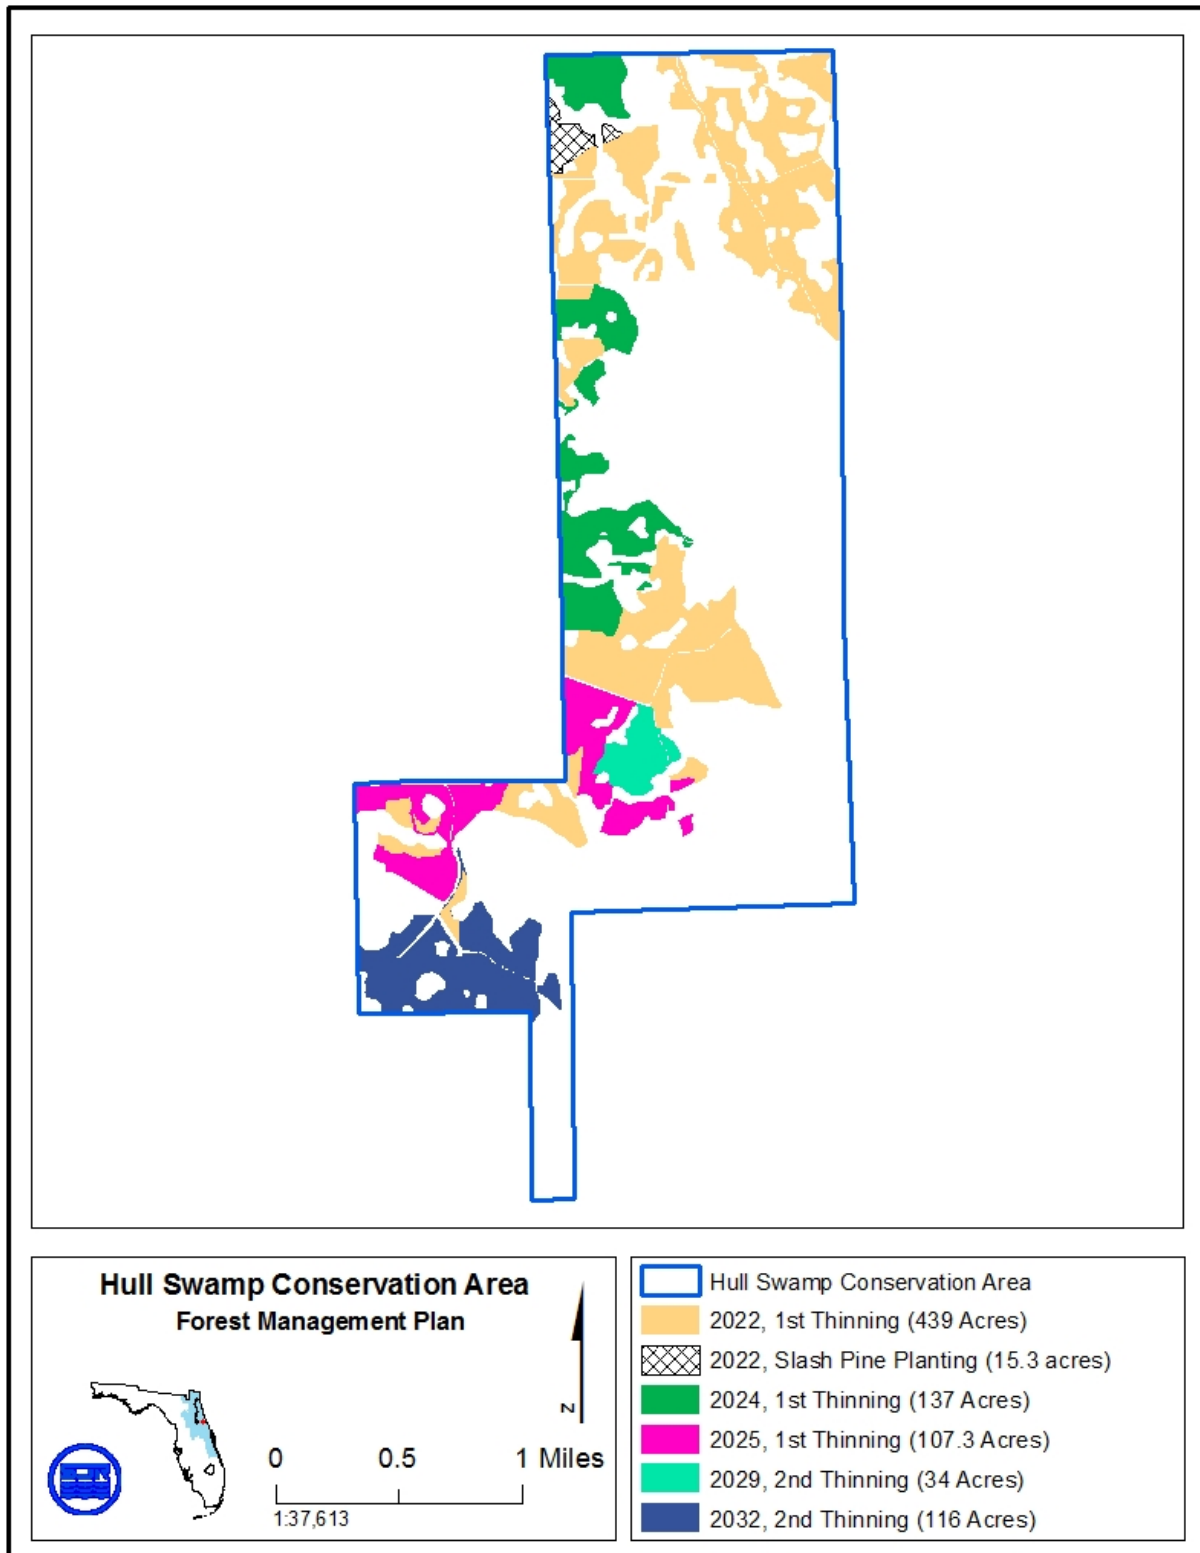 Hull Swamp Conservation Area
Forest Management Plan
N
0 0.5 1 Miles
1:37,613
Hull Swamp Conservation Area
2022, 1st Thinning (439 Acres)
2022, Slash Pine Planting (15.3 acres)
2024, 1st Thinning (137 Acres)
2025, 1st Thinning (107.3 Acres)
2029, 2nd Thinning (34 Acres)
2032, 2nd Thinning (116 Acres)